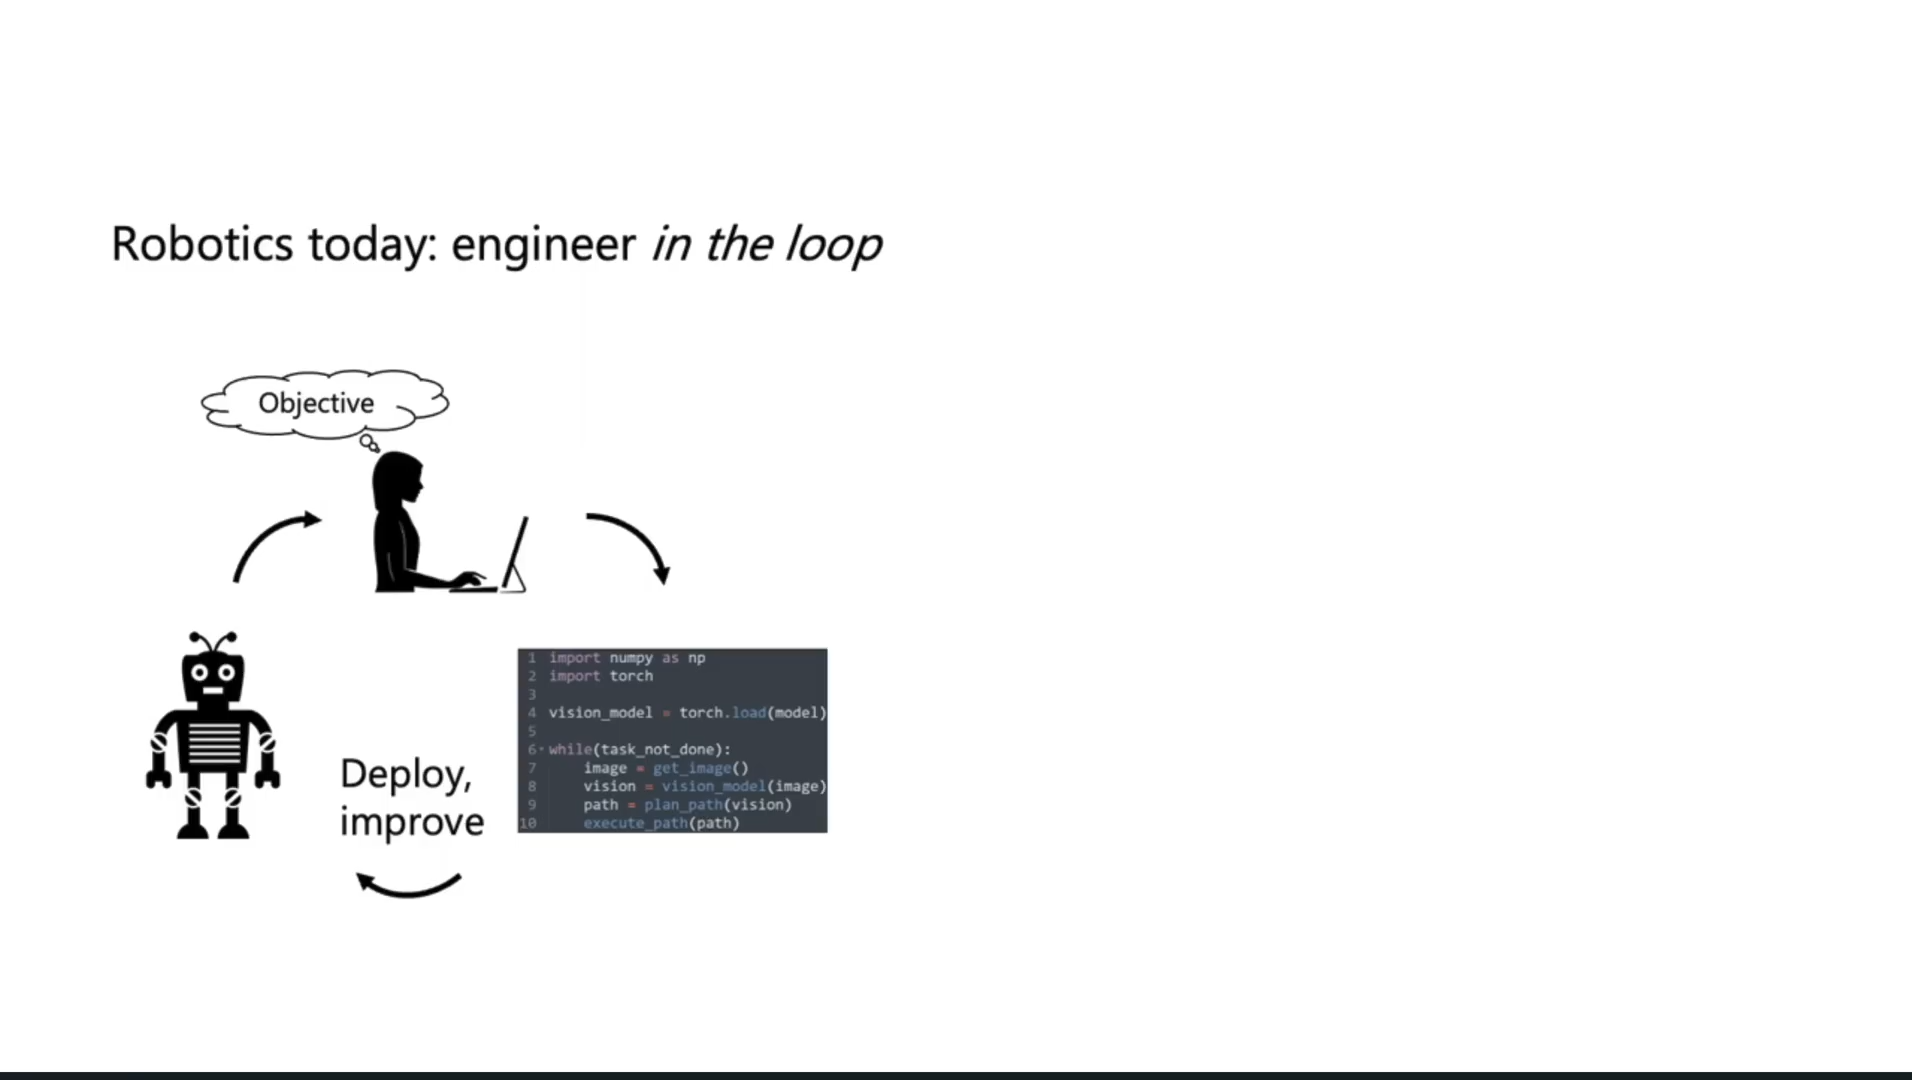 Robotics today: engineer in the loop
Objective
1 import numpy as np
2 import torch
3
4 vision_model = torch.load(model)
5
6 while(task_not_done):
7 image = get_image()
8 vision = vision_model(image)
9 path = plan_path(vision)
10 execute_path(path)
Deploy,
improve